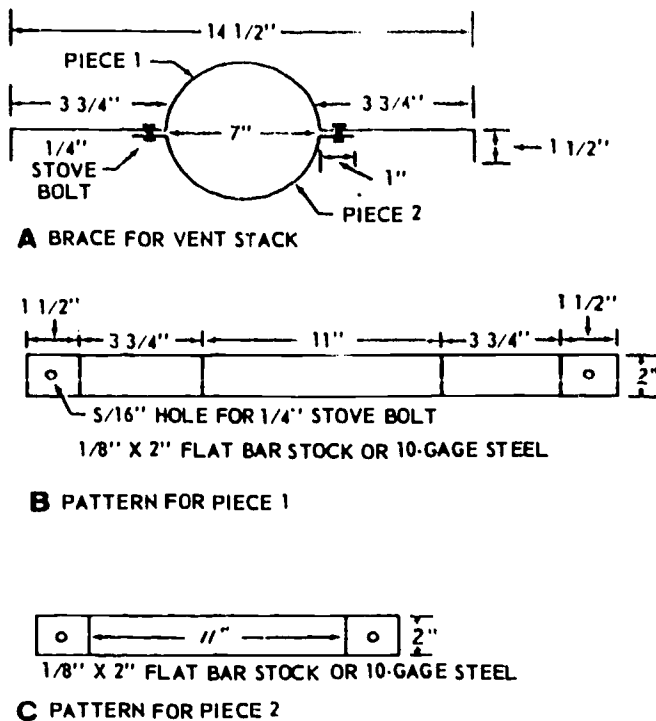 14 1/2"
PIECE 1
3 3/4" 3 3/4"
7"
1/4"
STOVE
BOLT
1 1/2"
1"
PIECE 2
A BRACE FOR VENT STACK
1 1/2" 1 1/2"
3 3/4" 11" 3 3/4"
2"
5/16" HOLE FOR 1/4" STOVE BOLT
1/8" X 2" FLAT BAR STOCK OR 10-GAGE STEEL
B PATTERN FOR PIECE 1
11"
2"
1/8" X 2" FLAT BAR STOCK OR 10-GAGE STEEL
C PATTERN FOR PIECE 2